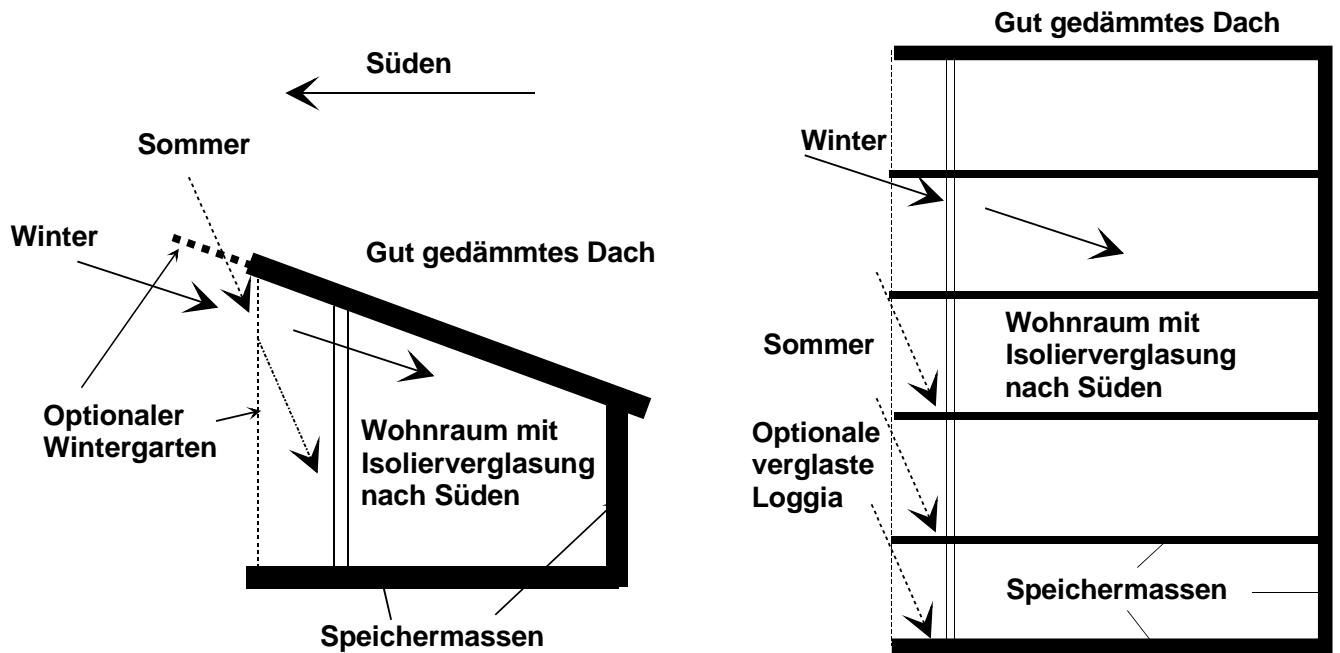 Süden
Sommer
Winter
Gut gedämmtes Dach
Optionaler
Wintergarten
Wohnraum mit
Isolierverglasung
nach Süden
Speichermassen
Gut gedämmtes Dach
Winter
Sommer
Wohnraum mit
Isolierverglasung
nach Süden
Optionale
verglaste
Loggia
Speichermassen